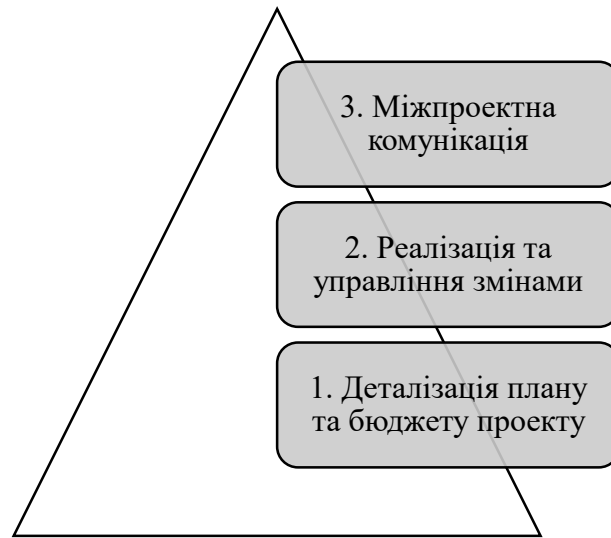 3. Міжпроектна
комунікація
2. Реалізація та
управління змінами
1. Деталізація плану
та бюджету проекту